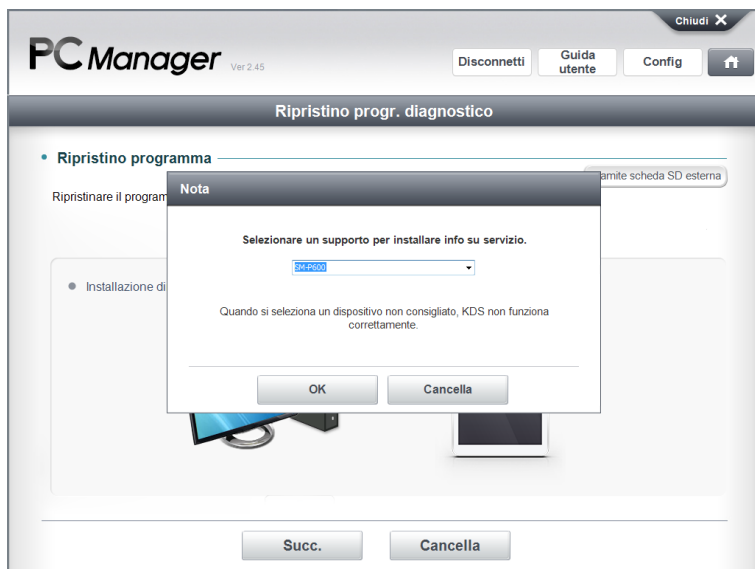 Chiudi X
PC Manager Ver 2.45
Disconnetti
Guida
utente
Config
Ripristino progr. diagnostico
Ripristino programma
Ripristinare il
Nota
scheda SD esterna
Selezionare un supporto per installare info su servizio.
SM-P600
Installazione di
Quando si seleziona un dispositivo non consigliato, KDS non funziona
correttamente.
OK
Cancella
Succ.
Cancella